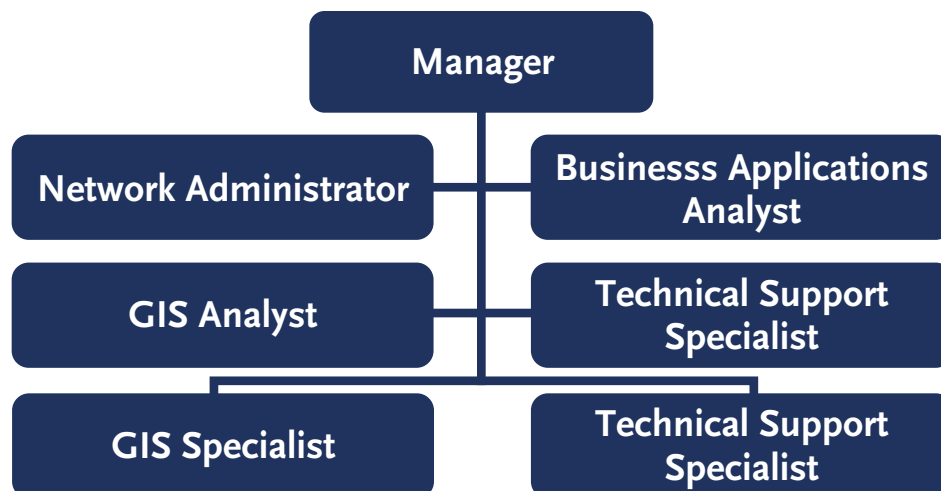 Manager
Network Administrator
Businesss Applications
Analyst
GIS Analyst
Technical Support
Specialist
GIS Specialist
Technical Support
Specialist